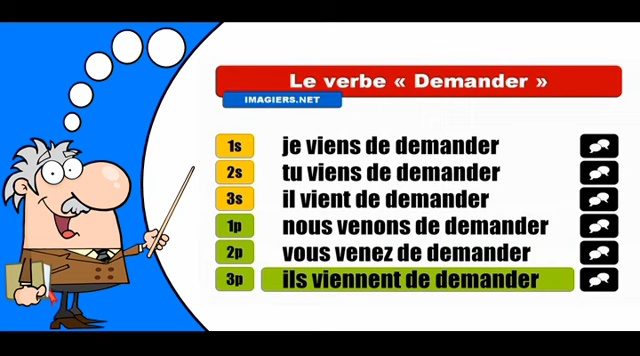 Le verbe « Demander »
IMAGIERS.NET
1s je viens de demander
2s tu viens de demander
3s il vient de demander
1p nous venons de demander
2p vous venez de demander
3p ils viennent de demander